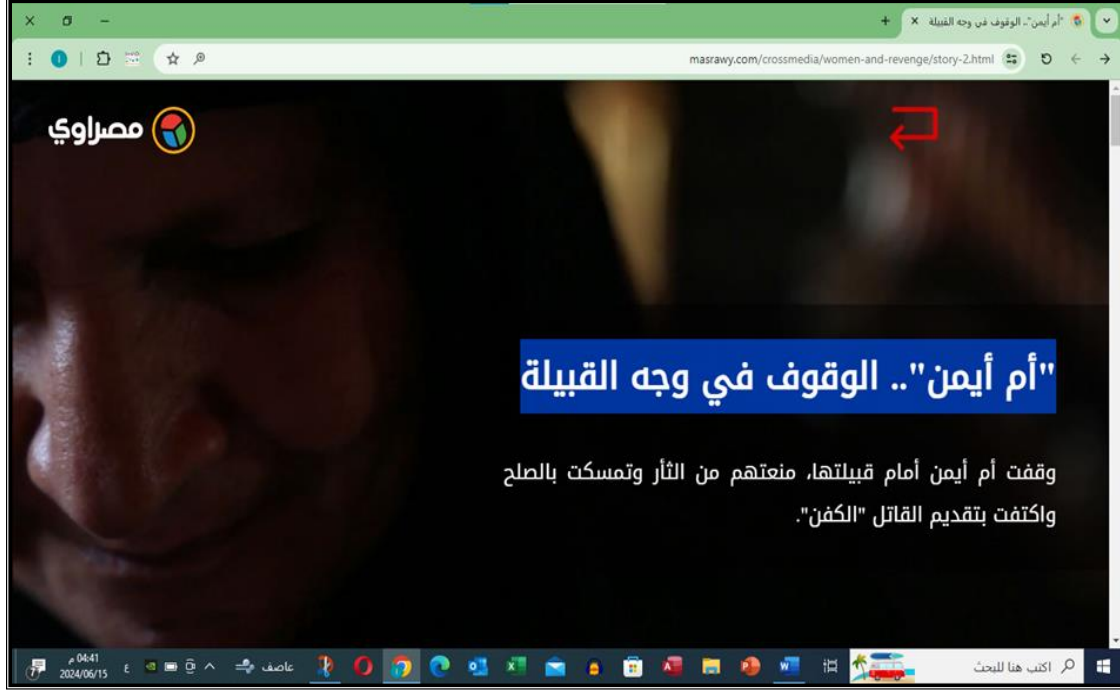 "أم أيمن".. الوقوف في وجه القبيلة
masrawy.com/crossmedia/women-and-revenge/story-2.html
مصراوي
"أم أيمن".. الوقوف في وجه القبيلة
وقفت أم أيمن أمام قبيلتها، منعتهم من الثأر وتمسكت بالصلح
واكتفت بتقديم القاتل "الكفن".
اكتب هنا للبحث
عاصف
ع
04:41 م
2024/06/15